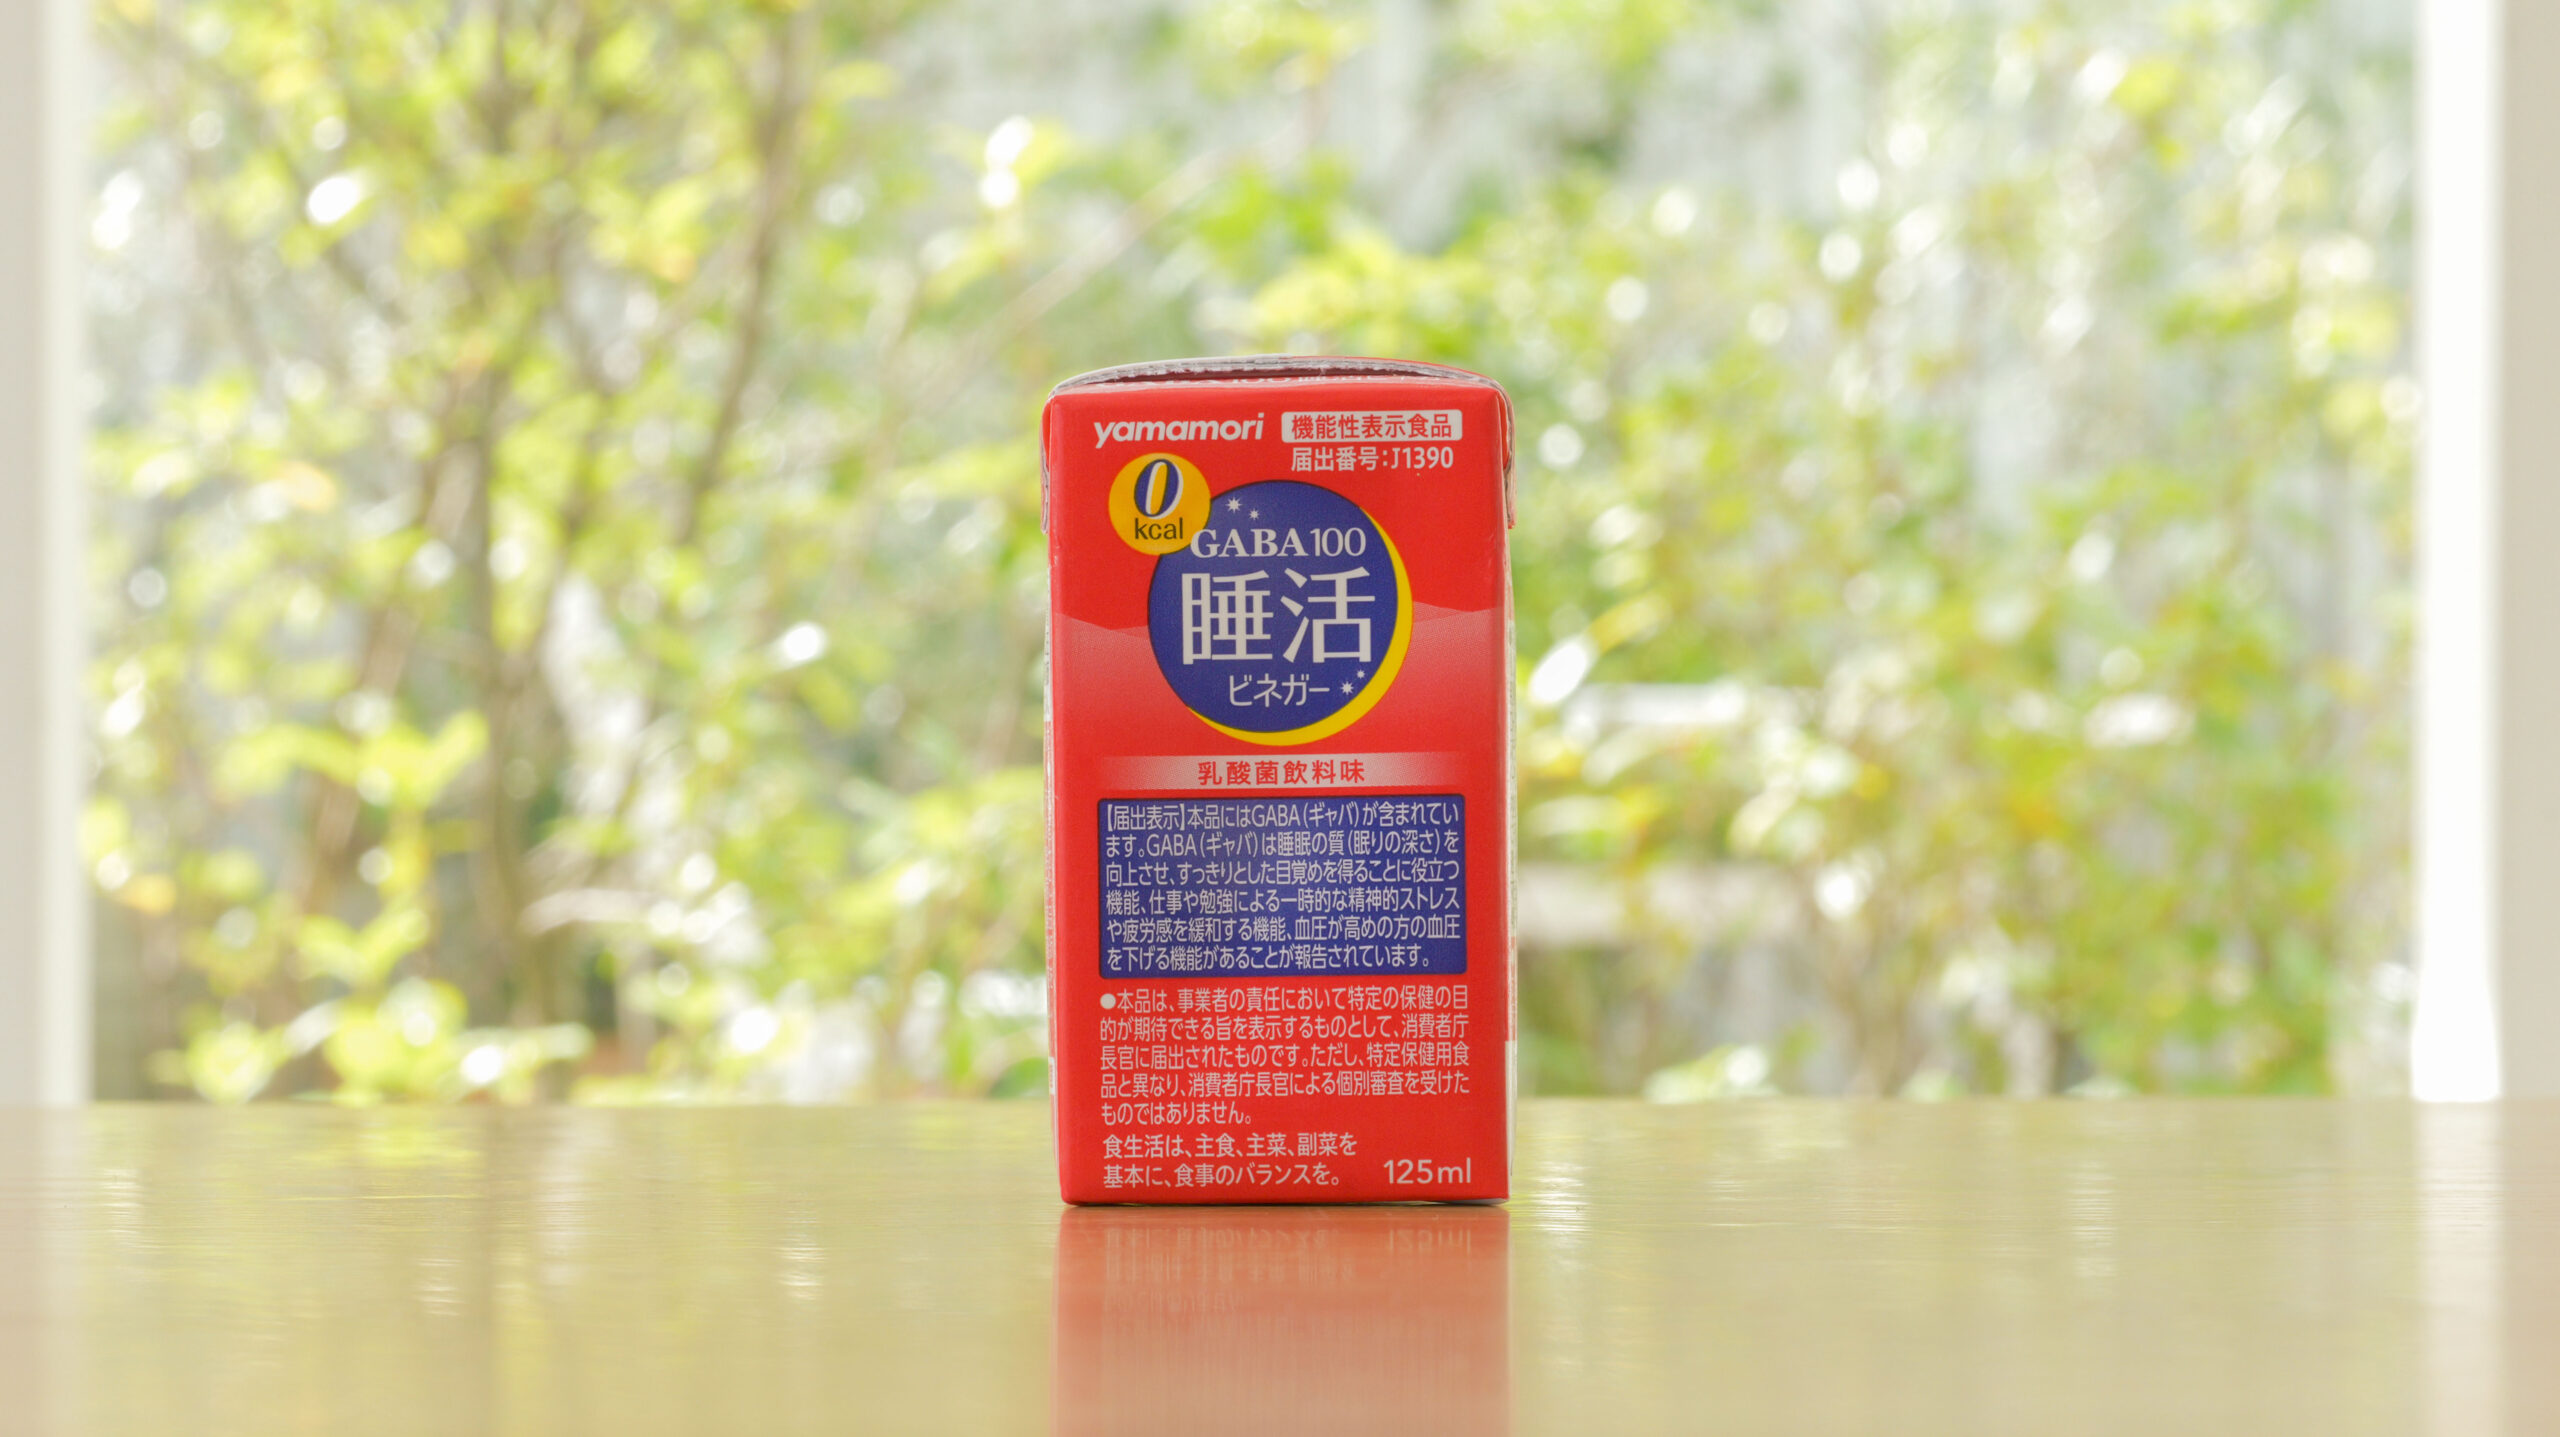 yamamori 機能性表示食品
届出番号:J1390
0
kcal
GABA100
睡活
ビネガー
乳酸菌飲料味
【届出表示】本品にはGABA(ギャバ)が含まれてい
ます。GABA(ギャバ)は睡眠の質(眠りの深さ)を
向上させ、すっきりとした目覚めを得ることに役立つ
機能、仕事や勉強による一時的な精神的ストレス
や疲労感を緩和する機能、血圧が高めの方の血圧
を下げる機能があることが報告されています。
●本品は、事業者の責任において特定の保健の目
的が期待できる旨を表示するものとして、消費者庁
長官に届出されたものです。ただし、特定保健用食
品と異なり、消費者庁長官による個別審査を受けた
ものではありません。
食生活は、主食、主菜、副菜を
基本に、食事のバランスを。
125ml